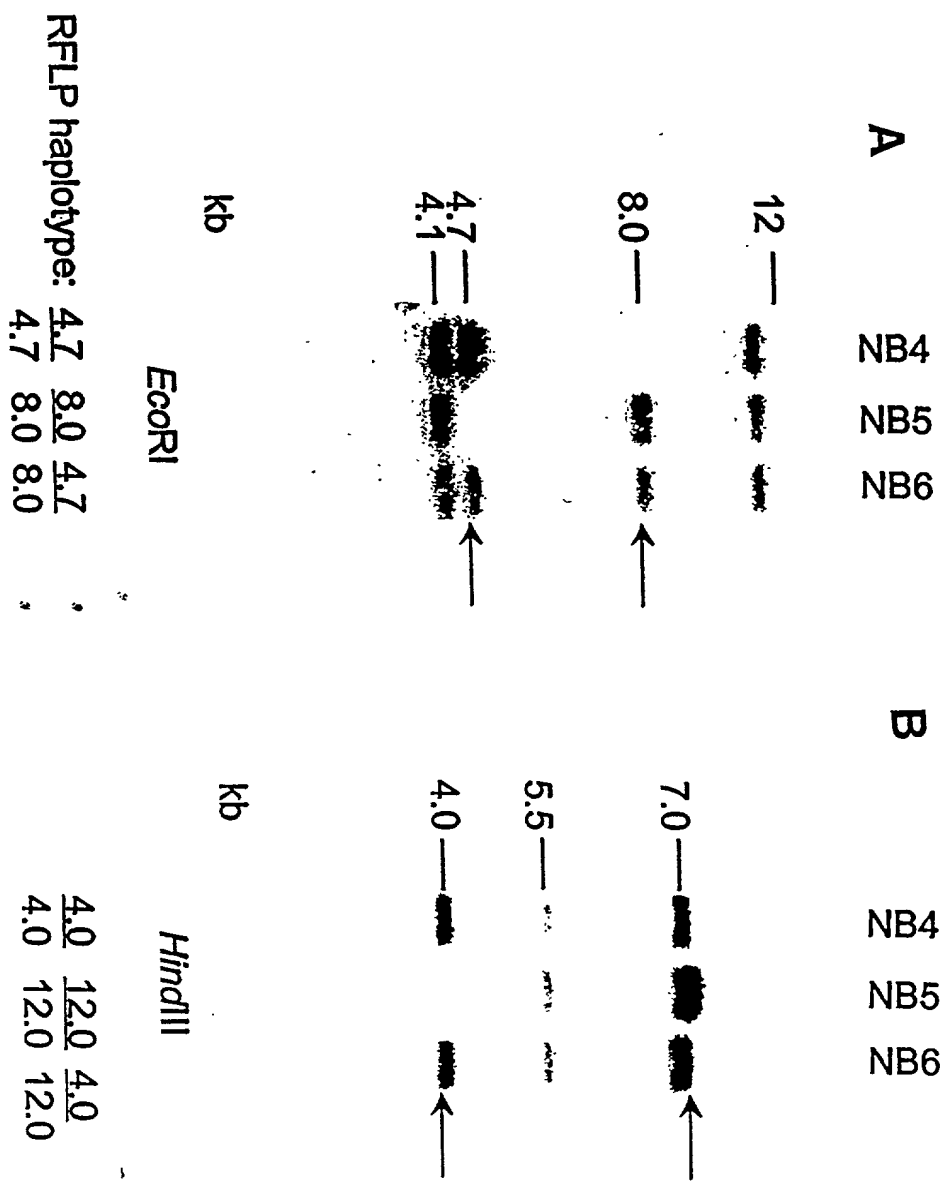 A
NB4 NB5 NB6
12
8.0
4.7
4.1
kb
EcoRI
RFLP haplotype: 4.7 8.0 4.7
4.7 8.0 8.0
B
NB4 NB5 NB6
7.0
5.5
4.0
kb
HindIII
4.0 12.0 4.0
4.0 12.0 12.0